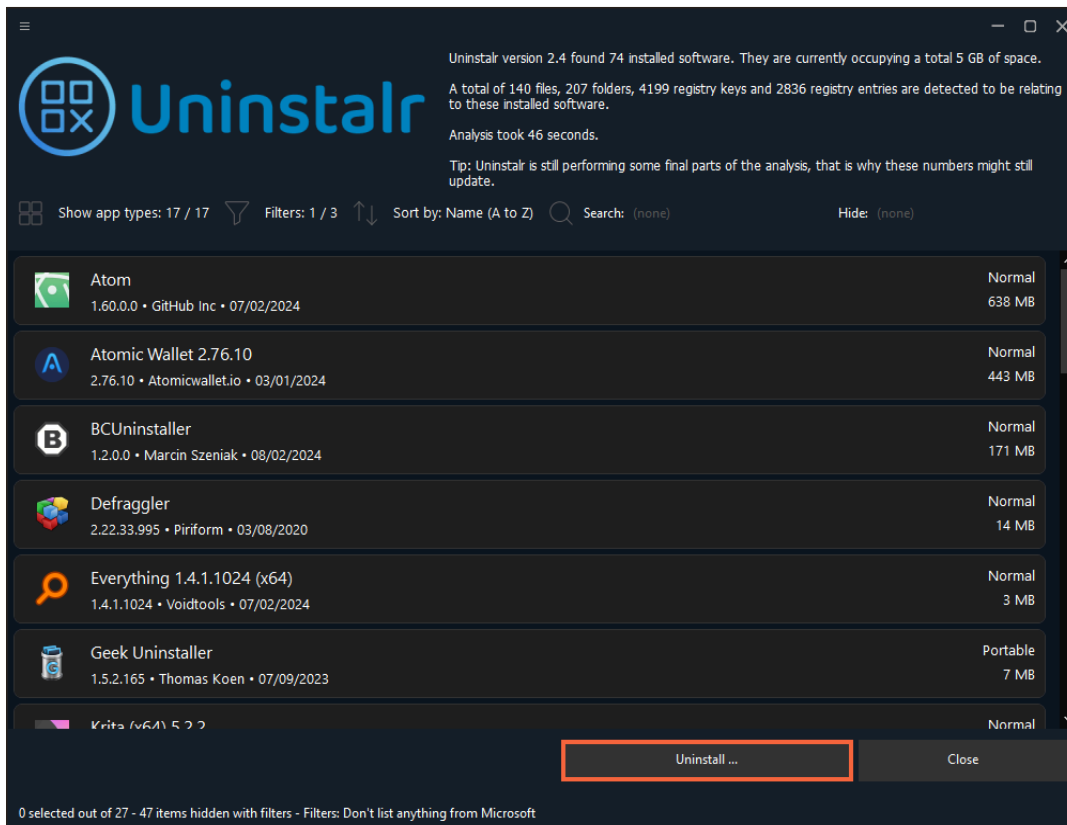 Uninstalr
Uninstalr version 2.4 found 74 installed software. They are currently occupying a total 5 GB of space.
A total of 140 files, 207 folders, 4199 registry keys and 2836 registry entries are detected to be relating
to these installed software.
Analysis took 46 seconds.
Tip: Uninstalr is still performing some final parts of the analysis, that is why these numbers might still
update.
Show app types: 17 / 17 Filters: 1 / 3 Sort by: Name (A to Z) Search: (none) Hide: (none)
Atom Normal
1.60.0.0 • GitHub Inc • 07/02/2024 638 MB
Atomic Wallet 2.76.10 Normal
2.76.10 • Atomicwallet.io • 03/01/2024 443 MB
BCUninstaller Normal
1.2.0.0 • Marcin Szeniak • 08/02/2024 171 MB
Defraggler Normal
2.22.33.995 • Piriform • 03/08/2020 14 MB
Everything 1.4.1.1024 (x64) Normal
1.4.1.1024 • Voidtools • 07/02/2024 3 MB
Geek Uninstaller Portable
1.5.2.165 • Thomas Koen • 07/09/2023 7 MB
Krita (x64) 5.2.2 Normal
Uninstall ... Close
0 selected out of 27 - 47 items hidden with filters - Filters: Don't list anything from Microsoft